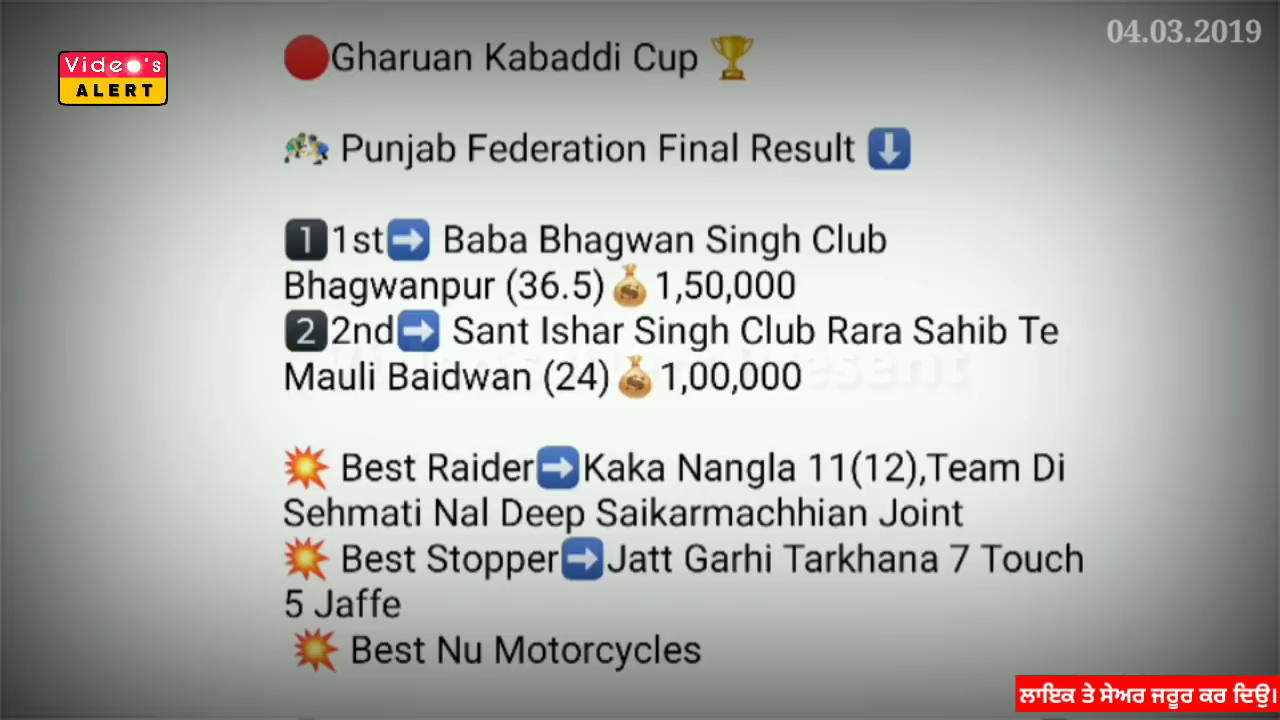 04.03.2019
Video's
ALERT
🔴Gharuan Kabaddi Cup 🏆
🤼 Punjab Federation Final Result ⬇️
1️⃣1st➡️ Baba Bhagwan Singh Club
Bhagwanpur (36.5)💰1,50,000
2️⃣2nd➡️ Sant Ishar Singh Club Rara Sahib Te
Mauli Baidwan (24)💰1,00,000
💥 Best Raider➡️Kaka Nangla 11(12),Team Di
Sehmati Nal Deep Saikarmachhian Joint
💥 Best Stopper➡️Jatt Garhi Tarkhana 7 Touch
5 Jaffe
💥 Best Nu Motorcycles
ਲਾਇਕ ਤੇ ਸੇਅਰ ਜਰੂਰ ਕਰ ਦਿਉ।